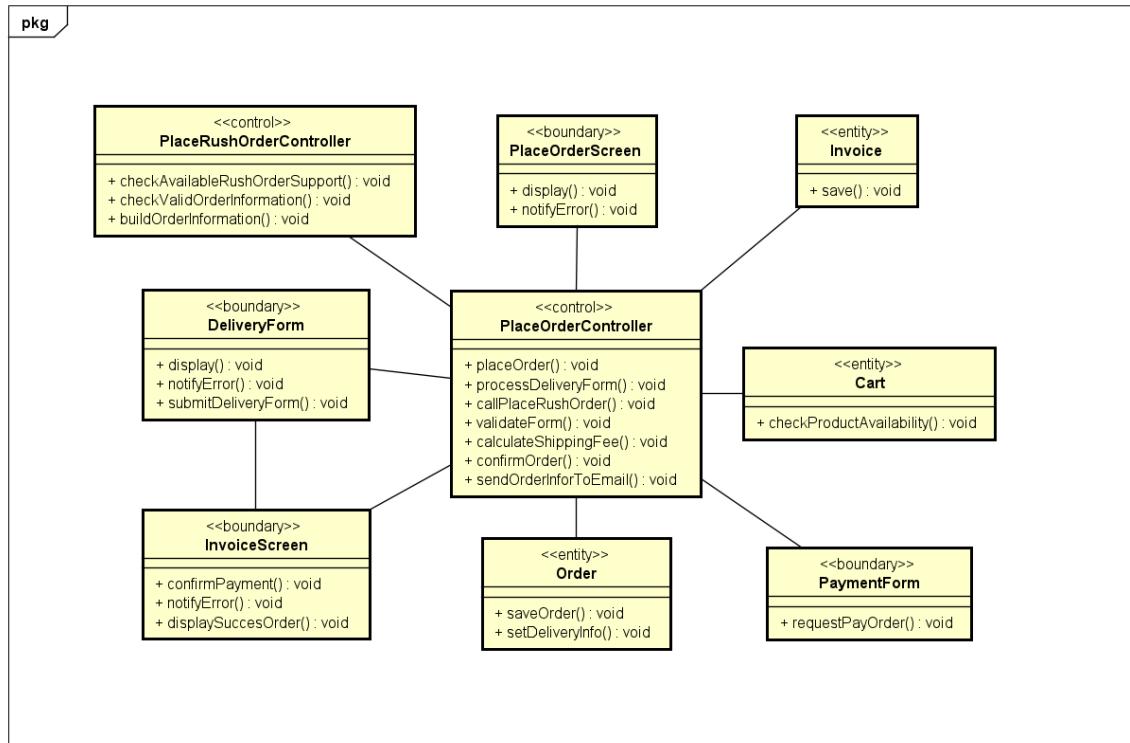 pkg
<<control>>
PlaceRushOrderController
+ checkAvailableRushOrderSupport() : void
+ checkValidOrderInformation() : void
+ buildOrderInformation() : void
<<boundary>>
PlaceOrderScreen
+ display() : void
+ notifyError() : void
<<entity>>
Invoice
+ save() : void
<<boundary>>
DeliveryForm
+ display() : void
+ notifyError() : void
+ submitDeliveryForm() : void
<<control>>
PlaceOrderController
+ placeOrder() : void
+ processDeliveryForm() : void
+ callPlaceRushOrder() : void
+ validateForm() : void
+ calculateShippingFee() : void
+ confirmOrder() : void
+ sendOrderInforToEmail() : void
<<entity>>
Cart
+ checkProductAvailability() : void
<<boundary>>
InvoiceScreen
+ confirmPayment() : void
+ notifyError() : void
+ displaySuccesOrder() : void
<<entity>>
Order
+ saveOrder() : void
+ setDeliveryInfo() : void
<<boundary>>
PaymentForm
+ requestPayOrder() : void